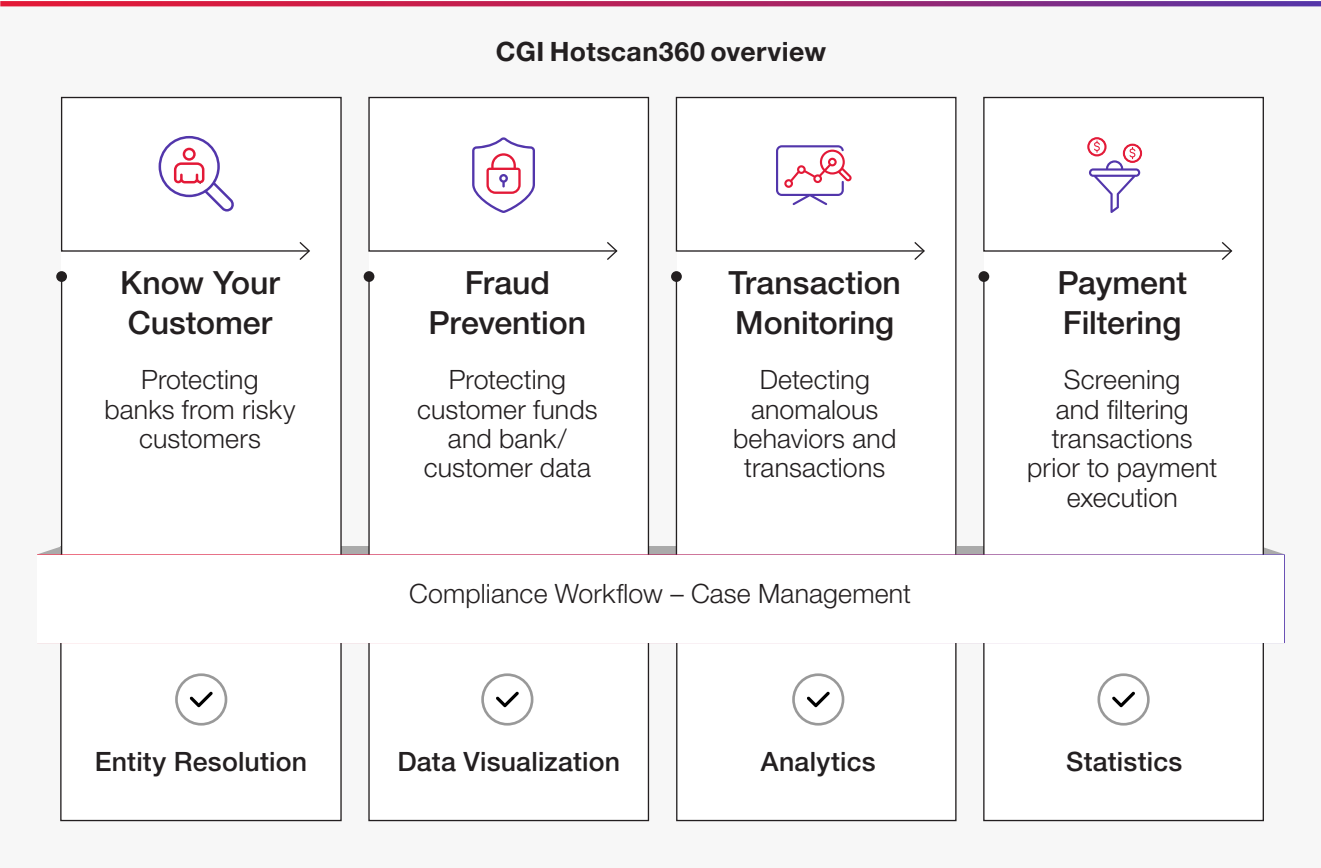 CGI Hotscan360 overview
$ $
Know Your
Customer
Protecting
banks from risky
customers
Fraud
Prevention
Protecting
customer funds
and bank/
customer data
Transaction
Monitoring
Detecting
anomalous
behaviors and
transactions
Payment
Filtering
Screening
and filtering
transactions
prior to payment
execution
Compliance Workflow – Case Management
Entity Resolution
Data Visualization
Analytics
Statistics